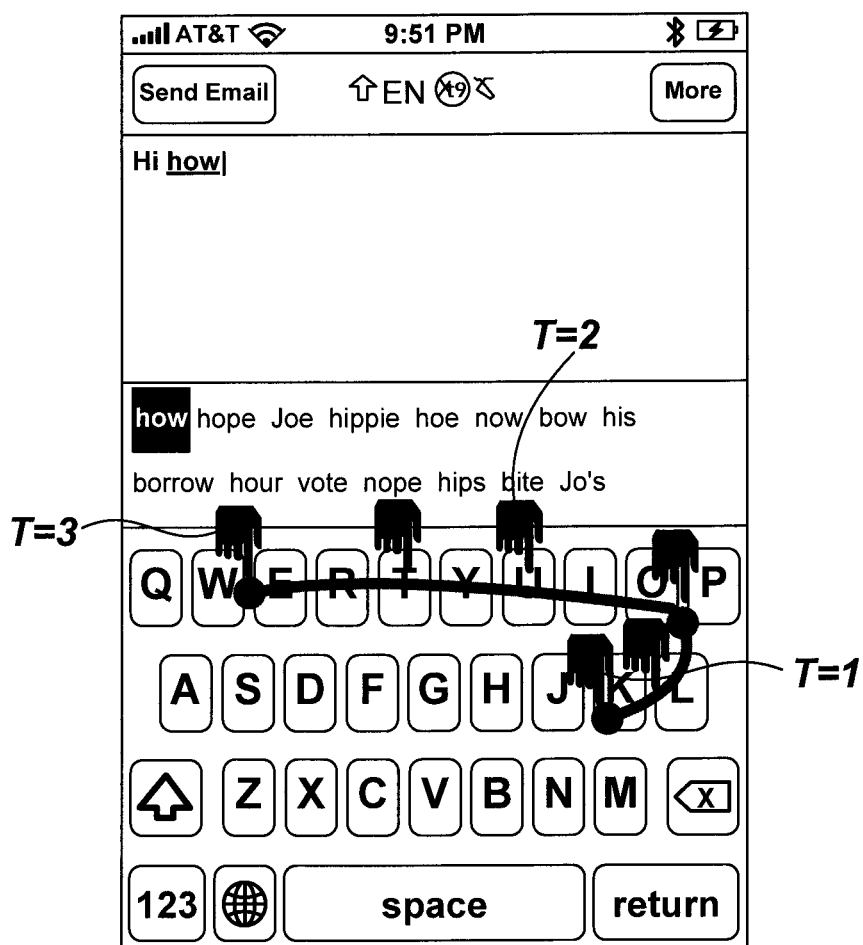 AT&T 9:51 PM
Send Email EN t9 More
Hi how
T=2
how hope Joe hippie hoe now bow his
borrow hour vote nope hips bite Jo's
T=3
Q W E R T Y U I O P
A S D F G H J K L
T=1
Z X C V B N M X
123 space return